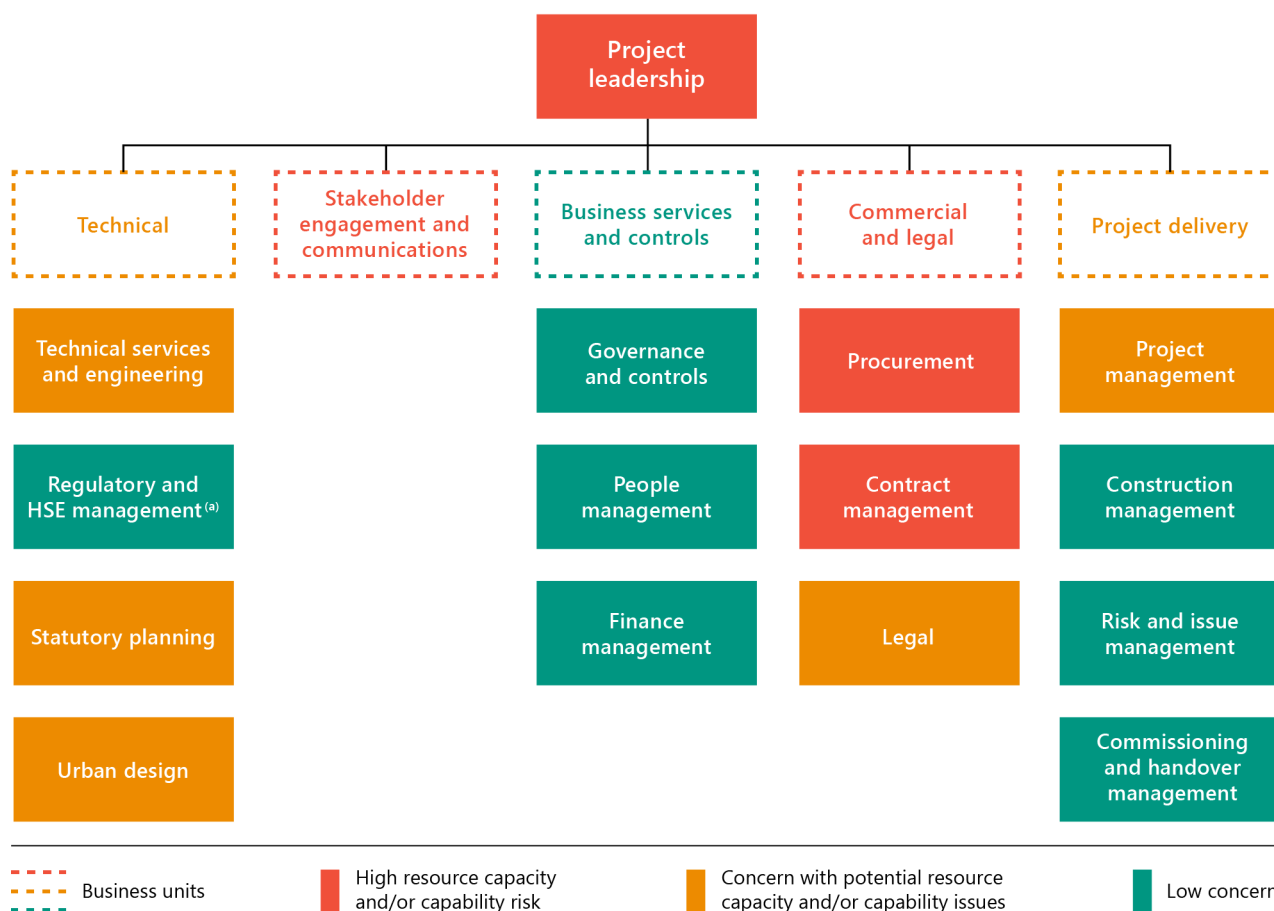 Project
leadership
Technical
Stakeholder
engagement and
communications
Business services
and controls
Commercial
and legal
Project delivery
Technical services
and engineering
Governance
and controls
Procurement
Project
management
Regulatory and
HSE management(a)
People
management
Contract
management
Construction
management
Statutory planning
Finance
management
Legal
Risk and issue
management
Urban design
Commissioning
and handover
management
Business units
High resource capacity
and/or capability risk
Concern with potential resource
capacity and/or capability issues
Low concern